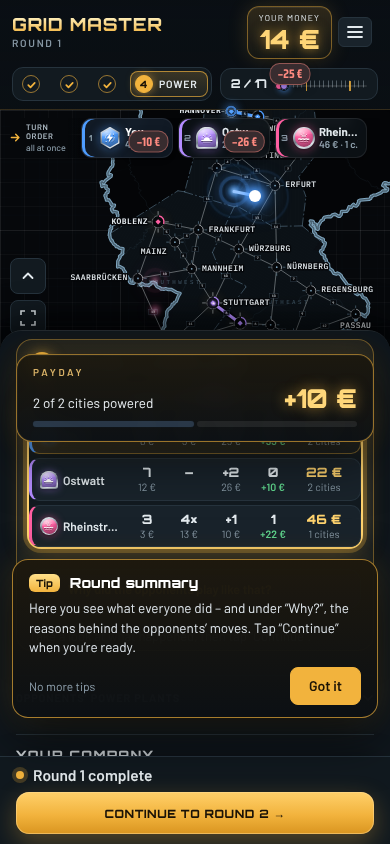 GRID MASTER
ROUND 1
YOUR MONEY
14 €
4 POWER
2 / 17
-25 €
HANNOVER
TURN ORDER
all at once
1 You
-10 €
2
-26 €
3 Rhein...
46 € · 1 c.
ERFURT
KOBLENZ
FRANKFURT
MAINZ
WÜRZBURG
SAARBRÜCKEN
MANNHEIM
NÜRNBERG
REGENSBURG
STUTTGART
PASSAU
PAYDAY
2 of 2 cities powered
+10 €
Ostwatt 7 – +2 0 22 €
12 € 26 € +10 € 2 cities
Rheinstr... 3 4x +1 1 46 €
3 € 13 € 10 € +22 € 1 cities
Tip Round summary
Here you see what everyone did – and under “Why?”, the
reasons behind the opponents’ moves. Tap “Continue”
when you’re ready.
No more tips
Got it
YOUR COMPANY
Round 1 complete
CONTINUE TO ROUND 2 →